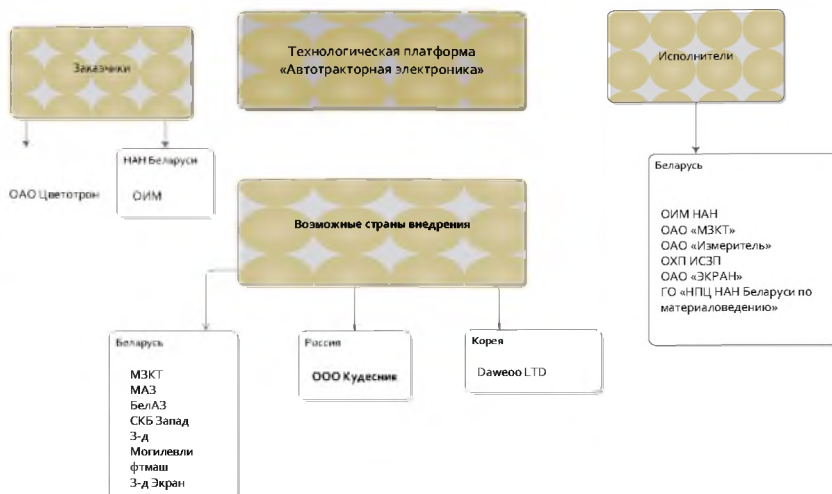 Заказчики
Технологическая платформа
«Автотракторная электроника»
Исполнители
НАН Беларуси
ОИМ
ОАО Цветотрон
Беларусь
ОИМ НАН
ОАО «МЗКТ»
ОАО «Измеритель»
ОХП ИСЗП
ОАО «ЭКРАН»
ГО «НПЦ НАН Беларуси по
материаловедению»
Возможные страны внедрения
Беларусь
МЗКТ
МАЗ
БелАЗ
СКБ Запад
З-д
Могилевли
фтмаш
З-д Экран
Россия
ООО Кудесник
Корея
Daweoo LTD